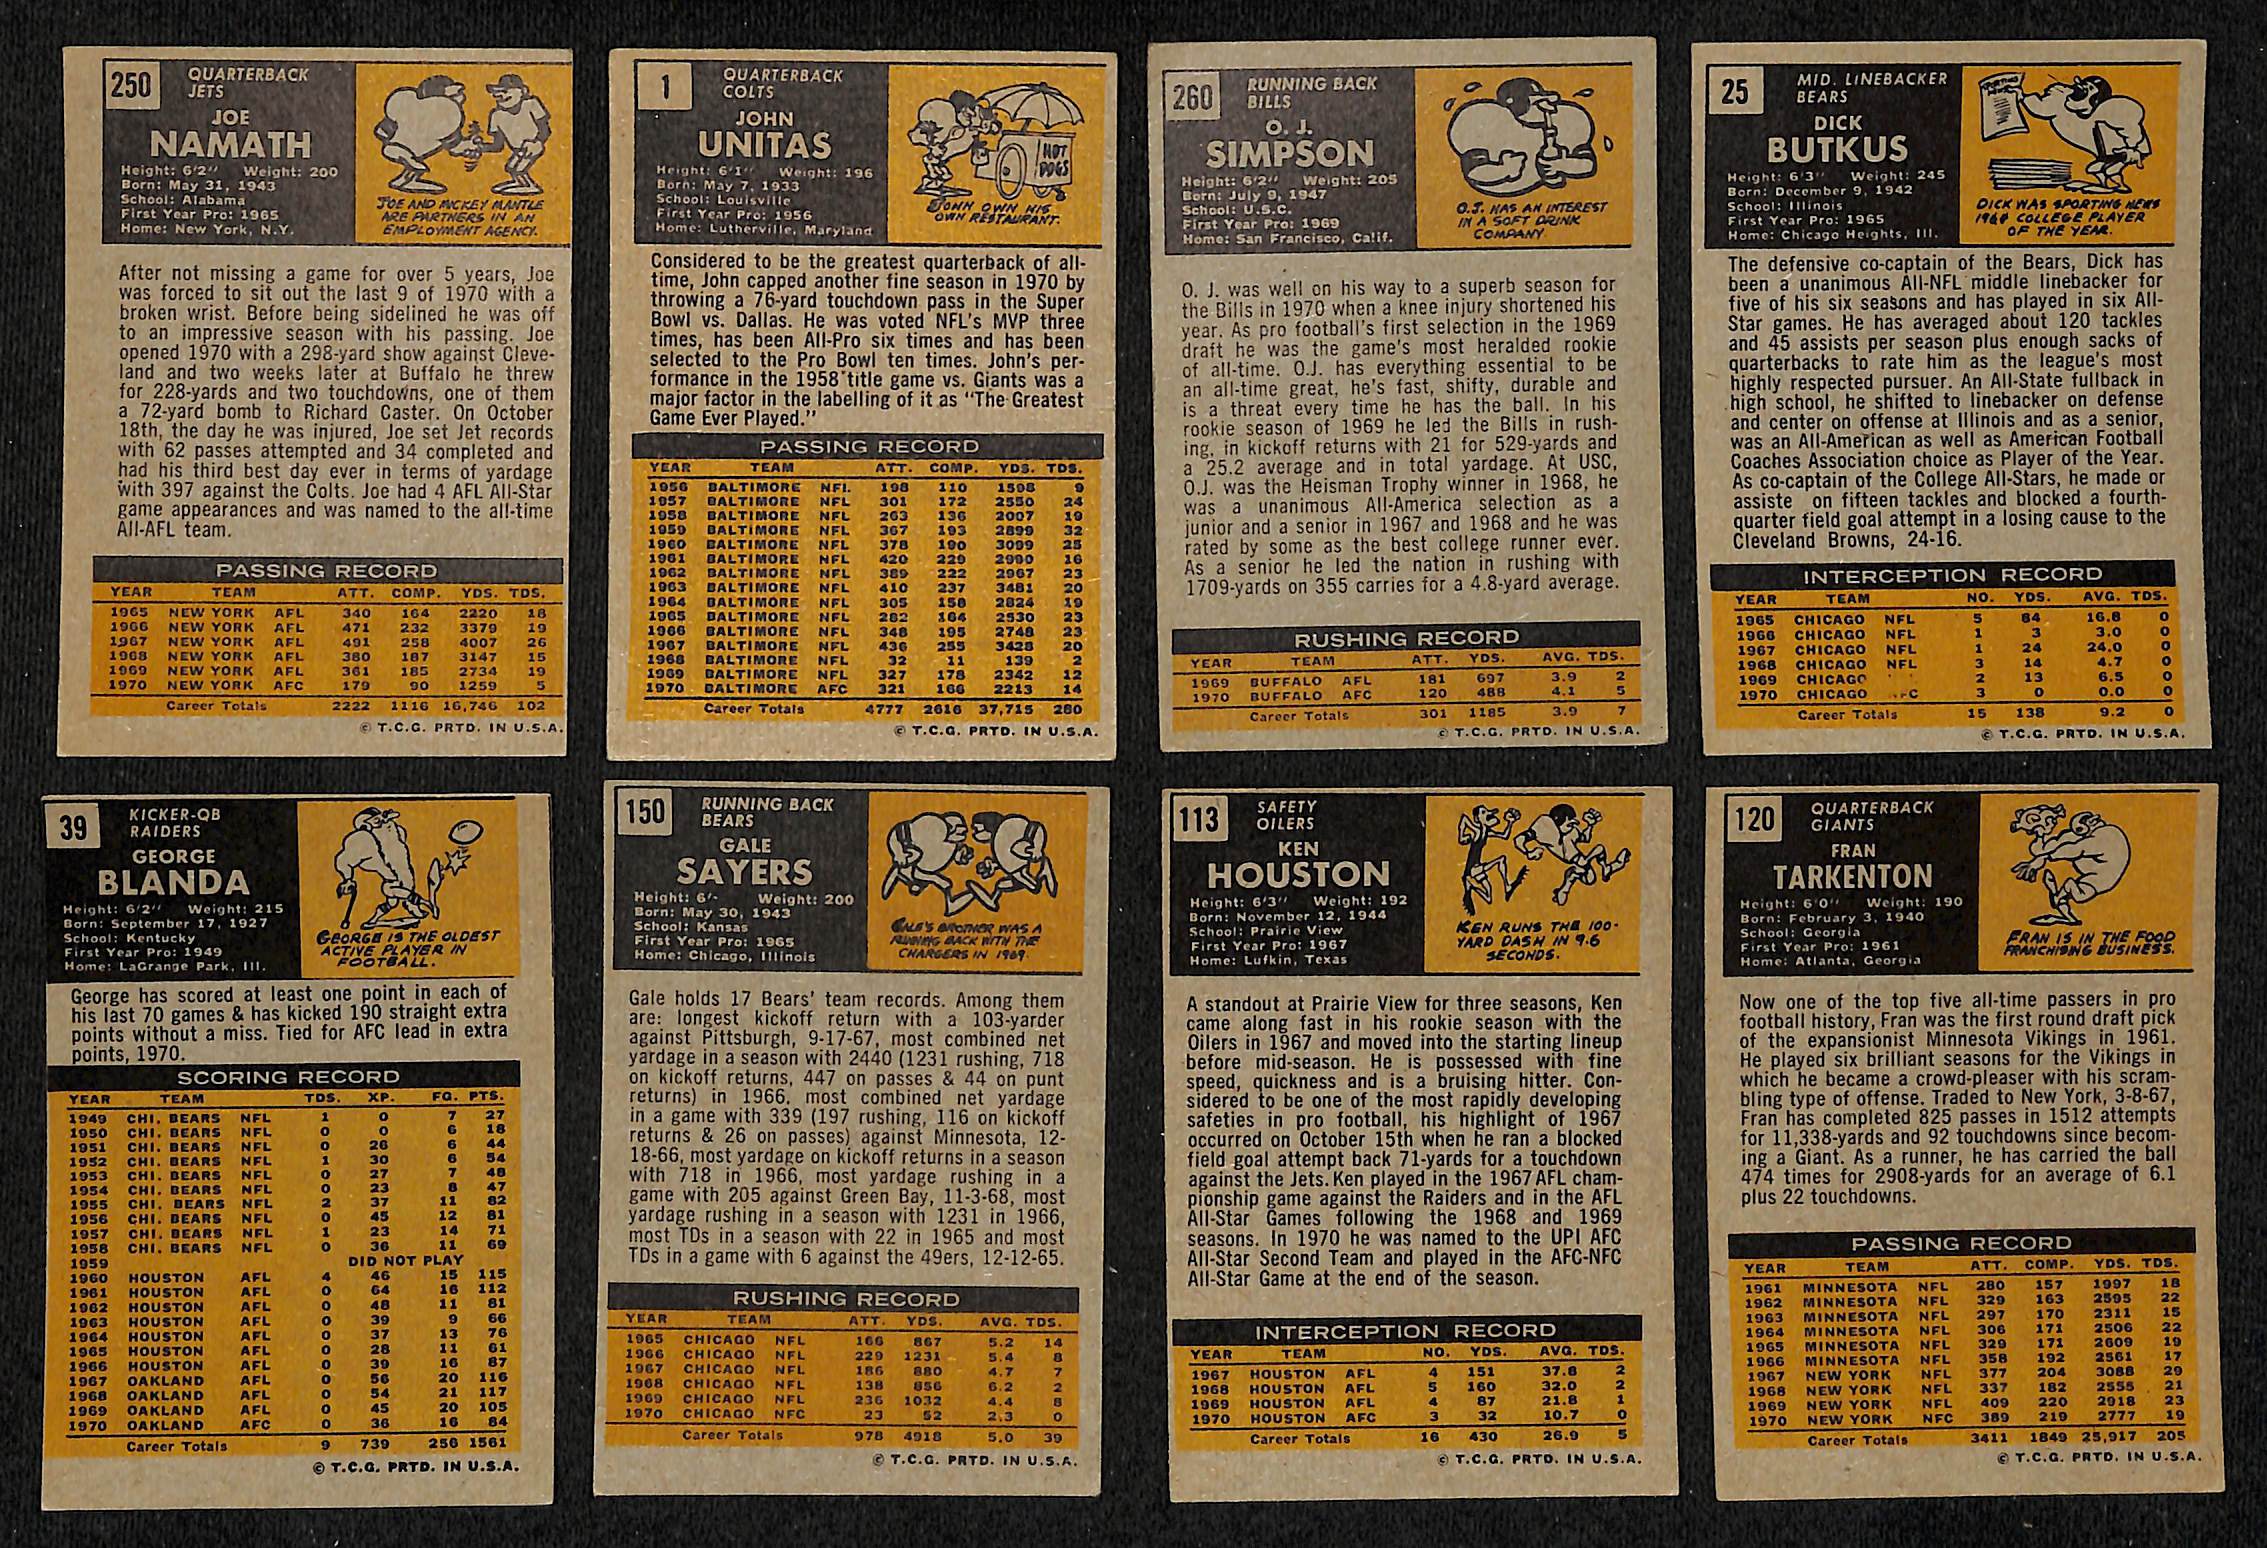 250
QUARTERBACK
JETS
JOE
NAMATH
Height: 6'2" Weight: 200
Born: May 31, 1943
School: Alabama
First Year Pro: 1965
Home: New York, N.Y.
JOE AND MICKEY MANTLE
ARE PARTNERS IN AN
EMPLOYMENT AGENCY.
After not missing a game for over 5 years, Joe
was forced to sit out the last 9 of 1970 with a
broken wrist. Before being sidelined he was off
to an impressive season with his passing. Joe
opened 1970 with a 298-yard show against Cleve-
land and two weeks later at Buffalo he threw
for 228-yards and two touchdowns, one of them
a 72-yard bomb to Richard Caster. On October
18th, the day he was injured, Joe set Jet records
with 62 passes attempted and 34 completed and
had his third best day ever in terms of yardage
with 397 against the Colts. Joe had 4 AFL All-Star
game appearances and was named to the all-time
All-AFL team.
PASSING RECORD
YEAR TEAM ATT. COMP. YDS. TDS.
1965 NEW YORK AFL 340 164 2220 18
1966 NEW YORK AFL 471 232 3379 19
1967 NEW YORK AFL 491 258 4007 26
1968 NEW YORK AFL 380 187 3147 15
1969 NEW YORK AFL 361 185 2734 19
1970 NEW YORK AFC 179 90 1259 5
Career Totals 2222 1116 16,746 102
© T.C.G. PRTD. IN U.S.A.
1
QUARTERBACK
COLTS
JOHN
UNITAS
Height: 6'1" Weight: 196
Born: May 7, 1933
School: Louisville
First Year Pro: 1956
Home: Lutherville, Maryland
HOT
DOGS
JOHN OWN HIS
OWN RESTAURANT.
Considered to be the greatest quarterback of all-
time, John capped another fine season in 1970 by
throwing a 76-yard touchdown pass in the Super
Bowl vs. Dallas. He was voted NFL's MVP three
times, has been All-Pro six times and has been
selected to the Pro Bowl ten times. John's per-
formance in the 1958 title game vs. Giants was a
major factor in the labelling of it as "The Greatest
Game Ever Played."
PASSING RECORD
YEAR TEAM ATT. COMP. YDS. TDS.
1956 BALTIMORE NFL 198 110 1598 9
1957 BALTIMORE NFL 301 172 2550 24
1958 BALTIMORE NFL 263 136 2007 19
1959 BALTIMORE NFL 367 193 2899 32
1960 BALTIMORE NFL 378 190 3099 25
1961 BALTIMORE NFL 420 229 2990 16
1962 BALTIMORE NFL 389 222 2967 23
1963 BALTIMORE NFL 410 237 3481 20
1964 BALTIMORE NFL 305 158 2824 19
1965 BALTIMORE NFL 282 164 2530 23
1966 BALTIMORE NFL 348 195 2748 23
1967 BALTIMORE NFL 436 255 3428 20
1968 BALTIMORE NFL 32 11 139 2
1969 BALTIMORE NFL 327 178 2342 12
1970 BALTIMORE AFC 321 166 2213 14
Career Totals 4777 2616 37,715 280
© T.C.G. PRTD. IN U.S.A.
260
RUNNING BACK
BILLS
O. J.
SIMPSON
Height: 6'2" Weight: 205
Born: July 9, 1947
School: U.S.C.
First Year Pro: 1969
Home: San Francisco, Calif.
O.J. HAS AN INTEREST
IN A SOFT DRINK
COMPANY.
O. J. was well on his way to a superb season for
the Bills in 1970 when a knee injury shortened his
year. As pro football's first selection in the 1969
draft he was the game's most heralded rookie
of all-time. O.J. has everything essential to be
an all-time great, he's fast, shifty, durable and
is a threat every time he has the ball. In his
rookie season of 1969 he led the Bills in rush-
ing, in kickoff returns with 21 for 529-yards and
a 25.2 average and in total yardage. At USC,
O.J. was the Heisman Trophy winner in 1968, he
was a unanimous All-America selection as a
junior and a senior in 1967 and 1968 and he was
rated by some as the best college runner ever.
As a senior he led the nation in rushing with
1709-yards on 355 carries for a 4.8-yard average.
RUSHING RECORD
YEAR TEAM ATT. YDS. AVG. TDS.
1969 BUFFALO AFL 181 697 3.9 2
1970 BUFFALO AFC 120 488 4.1 5
Career Totals 301 1185 3.9 7
© T.C.G. PRTD. IN U.S.A.
25
MID. LINEBACKER
BEARS
DICK
BUTKUS
Height: 6'3" Weight: 245
Born: December 9, 1942
School: Illinois
First Year Pro: 1965
Home: Chicago Heights, Ill.
DICK WAS SPORTING NEWS
1964 COLLEGE PLAYER
OF THE YEAR.
The defensive co-captain of the Bears, Dick has
been a unanimous All-NFL middle linebacker for
five of his six seasons and has played in six All-
Star games. He has averaged about 120 tackles
and 45 assists per season plus enough sacks of
quarterbacks to rate him as the league's most
highly respected pursuer. An All-State fullback in
high school, he shifted to linebacker on defense
and center on offense at Illinois and as a senior,
was an All-American as well as American Football
Coaches Association choice as Player of the Year.
As co-captain of the College All-Stars, he made or
assiste on fifteen tackles and blocked a fourth-
quarter field goal attempt in a losing cause to the
Cleveland Browns, 24-16.
INTERCEPTION RECORD
YEAR TEAM NO. YDS. AVG. TDS.
1965 CHICAGO NFL 5 84 16.8 0
1966 CHICAGO NFL 1 3 3.0 0
1967 CHICAGO NFL 1 24 24.0 0
1968 CHICAGO NFL 3 14 4.7 0
1969 CHICAGO 2 13 6.5 0
1970 CHICAGO FC 3 0 0.0 0
Career Totals 15 138 9.2 0
© T.C.G. PRTD. IN U.S.A.
39
KICKER-QB
RAIDERS
GEORGE
BLANDA
Height: 6'2" Weight: 215
Born: September 17, 1927
School: Kentucky
First Year Pro: 1949
Home: LaGrange Park, Ill.
GEORGE IS THE OLDEST
ACTIVE PLAYER IN
FOOTBALL.
George has scored at least one point in each of
his last 70 games & has kicked 190 straight extra
points without a miss. Tied for AFC lead in extra
points, 1970.
SCORING RECORD
YEAR TEAM TDS. XP. FG. PTS.
1949 CHI. BEARS NFL 1 0 7 27
1950 CHI. BEARS NFL 0 0 6 18
1951 CHI. BEARS NFL 0 26 6 44
1952 CHI. BEARS NFL 1 30 6 54
1953 CHI. BEARS NFL 0 27 7 48
1954 CHI. BEARS NFL 0 23 8 47
1955 CHI. BEARS NFL 2 37 11 82
1956 CHI. BEARS NFL 0 45 12 81
1957 CHI. BEARS NFL 1 23 14 71
1958 CHI. BEARS NFL 0 36 11 69
1959 DID NOT PLAY
1960 HOUSTON AFL 4 46 15 115
1961 HOUSTON AFL 0 64 16 112
1962 HOUSTON AFL 0 48 11 81
1963 HOUSTON AFL 0 39 9 66
1964 HOUSTON AFL 0 37 13 76
1965 HOUSTON AFL 0 28 11 61
1966 HOUSTON AFL 0 39 16 87
1967 OAKLAND AFL 0 56 20 116
1968 OAKLAND AFL 0 54 21 117
1969 OAKLAND AFL 0 45 20 105
1970 OAKLAND AFC 0 36 16 84
Career Totals 9 739 256 1561
© T.C.G. PRTD. IN U.S.A.
150
RUNNING BACK
BEARS
GALE
SAYERS
Height: 6'- Weight: 200
Born: May 30, 1943
School: Kansas
First Year Pro: 1965
Home: Chicago, Illinois
GALE'S BROTHER WAS A
RUNNING BACK WITH THE
CHARGERS IN 1969.
Gale holds 17 Bears' team records. Among them
are: longest kickoff return with a 103-yarder
against Pittsburgh, 9-17-67, most combined net
yardage in a season with 2440 (1231 rushing, 718
on kickoff returns, 447 on passes & 44 on punt
returns) in 1966. most combined net yardage
in a game with 339 (197 rushing, 116 on kickoff
returns & 26 on passes) against Minnesota, 12-
18-66, most yardage on kickoff returns in a season
with 718 in 1966, most yardage rushing in a
game with 205 against Green Bay, 11-3-68, most
yardage rushing in a season with 1231 in 1966,
most TDs in a season with 22 in 1965 and most
TDs in a game with 6 against the 49ers, 12-12-65.
RUSHING RECORD
YEAR TEAM ATT. YDS. AVG. TDS.
1965 CHICAGO NFL 166 867 5.2 14
1966 CHICAGO NFL 229 1231 5.4 8
1967 CHICAGO NFL 186 880 4.7 7
1968 CHICAGO NFL 138 856 6.2 2
1969 CHICAGO NFL 236 1032 4.4 8
1970 CHICAGO NFC 23 52 2.3 0
Career Totals 978 4918 5.0 39
© T.C.G. PRTD. IN U.S.A.
113
SAFETY
OILERS
KEN
HOUSTON
Height: 6'3" Weight: 192
Born: November 12, 1944
School: Prairie View
First Year Pro: 1967
Home: Lufkin, Texas
KEN RUNS THE 100-
YARD DASH IN 9.6
SECONDS.
A standout at Prairie View for three seasons, Ken
came along fast in his rookie season with the
Oilers in 1967 and moved into the starting lineup
before mid-season. He is possessed with fine
speed, quickness and is a bruising hitter. Con-
sidered to be one of the most rapidly developing
safeties in pro football, his highlight of 1967
occurred on October 15th when he ran a blocked
field goal attempt back 71-yards for a touchdown
against the Jets. Ken played in the 1967 AFL cham-
pionship game against the Raiders and in the AFL
All-Star Games following the 1968 and 1969
seasons. In 1970 he was named to the UPI AFC
All-Star Second Team and played in the AFC-NFC
All-Star Game at the end of the season.
INTERCEPTION RECORD
YEAR TEAM NO. YDS. AVG. TDS.
1967 HOUSTON AFL 4 151 37.8 2
1968 HOUSTON AFL 5 160 32.0 2
1969 HOUSTON AFL 4 87 21.8 1
1970 HOUSTON AFC 3 32 10.7 0
Career Totals 16 430 26.9 5
© T.C.G. PRTD. IN U.S.A.
120
QUARTERBACK
GIANTS
FRAN
TARKENTON
Height: 6'0" Weight: 190
Born: February 3, 1940
School: Georgia
First Year Pro: 1961
Home: Atlanta, Georgia
FRAN IS IN THE FOOD
FRANCHISING BUSINESS.
Now one of the top five all-time passers in pro
football history, Fran was the first round draft pick
of the expansionist Minnesota Vikings in 1961.
He played six brilliant seasons for the Vikings in
which he became a crowd-pleaser with his scram-
bling type of offense. Traded to New York, 3-8-67,
Fran has completed 825 passes in 1512 attempts
for 11,338-yards and 92 touchdowns since becom-
ing a Giant. As a runner, he has carried the ball
474 times for 2908-yards for an average of 6.1
plus 22 touchdowns.
PASSING RECORD
YEAR TEAM ATT. COMP. YDS. TDS.
1961 MINNESOTA NFL 280 157 1997 18
1962 MINNESOTA NFL 329 163 2595 22
1963 MINNESOTA NFL 297 170 2311 15
1964 MINNESOTA NFL 306 171 2506 22
1965 MINNESOTA NFL 329 171 2609 19
1966 MINNESOTA NFL 358 192 2561 17
1967 NEW YORK NFL 377 204 3088 29
1968 NEW YORK NFL 337 182 2555 21
1969 NEW YORK NFL 409 220 2918 23
1970 NEW YORK NFC 389 219 2777 19
Career Totals 3411 1849 25,917 205
© T.C.G. PRTD. IN U.S.A.